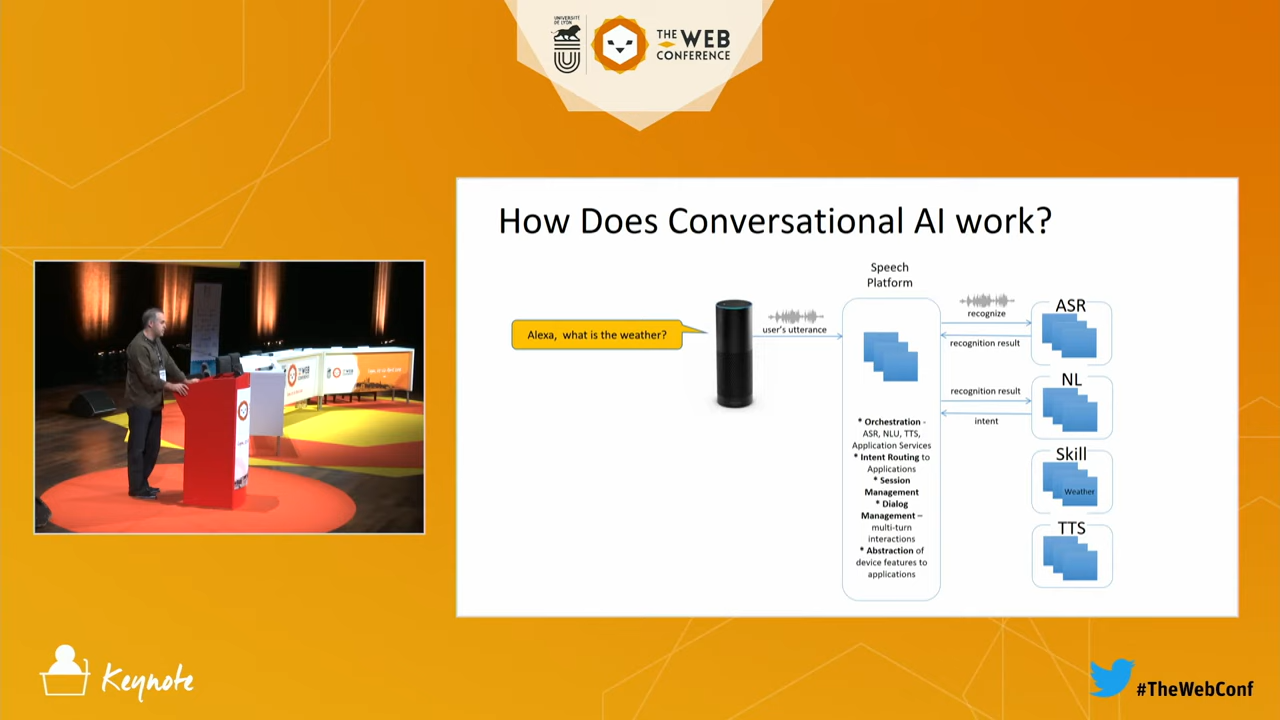 UNIVERSITÉ
DE LYON
THE WEB
CONFERENCE
How Does Conversational AI work?
Speech
Platform
Alexa, what is the weather?
user's utterance
recognize
recognition result
ASR
recognition result
intent
NL
* Orchestration -
ASR, NLU, TTS,
Application Services
* Intent Routing to
Applications
* Session
Management
* Dialog
Management –
multi-turn
interactions
* Abstraction of
device features to
applications
Skill
Weather
TTS
Keynote
#TheWebConf